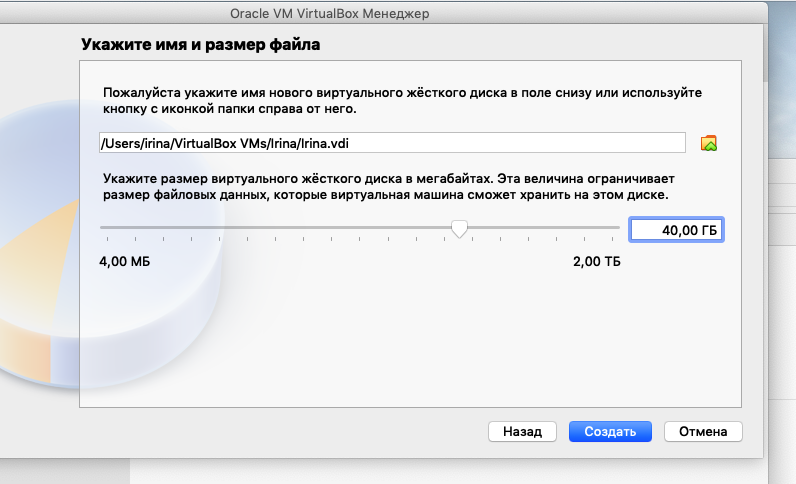 Oracle VM VirtualBox Менеджер
Укажите имя и размер файла
Пожалуйста укажите имя нового виртуального жёсткого диска в поле снизу или используйте
кнопку с иконкой папки справа от него.
/Users/irina/VirtualBox VMs/Irina/Irina.vdi
Укажите размер виртуального жёсткого диска в мегабайтах. Эта величина ограничивает
размер файловых данных, которые виртуальная машина сможет хранить на этом диске.
40,00 ГБ
4,00 МБ 2,00 ТБ
Назад Создать Отмена